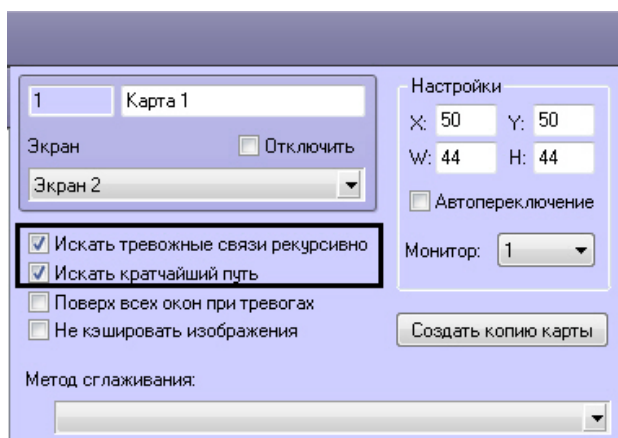 1
Карта 1
Экран
Отключить
Экран 2
Искать тревожные связи рекурсивно
Искать кратчайший путь
Поверх всех окон при тревогах
Не кэшировать изображения
Метод сглаживания:
Настройки
X: 50 Y: 50
W: 44 H: 44
Автопереключение
Монитор: 1
Создать копию карты